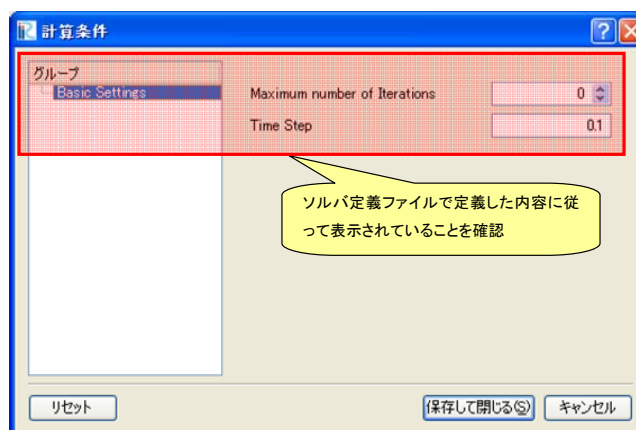 計算条件
グループ
Basic Settings
Maximum number of Iterations
0
Time Step
0.1
ソルバ定義ファイルで定義した内容に従
って表示されていることを確認
リセット
保存して閉じる(S)
キャンセル